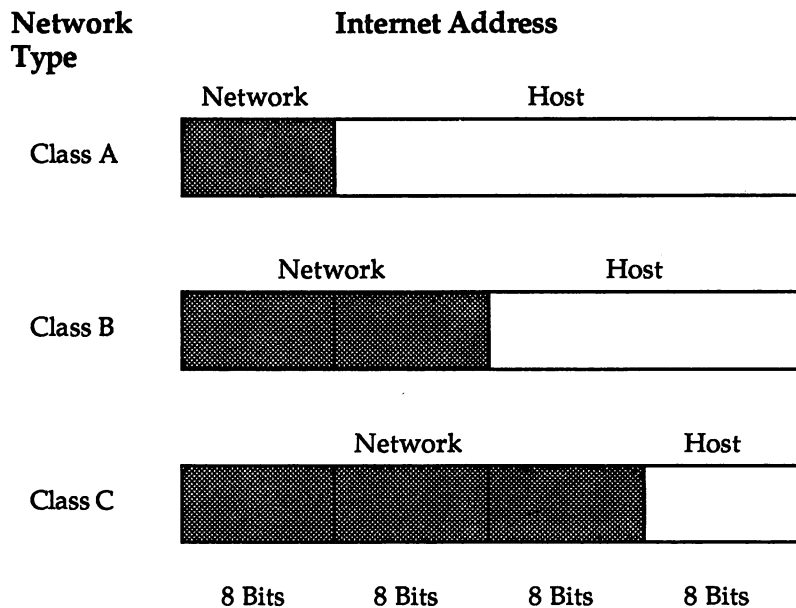 Network Type
Internet Address
Network Host
Class A
Network Host
Class B
Network Host
Class C
8 Bits 8 Bits 8 Bits 8 Bits